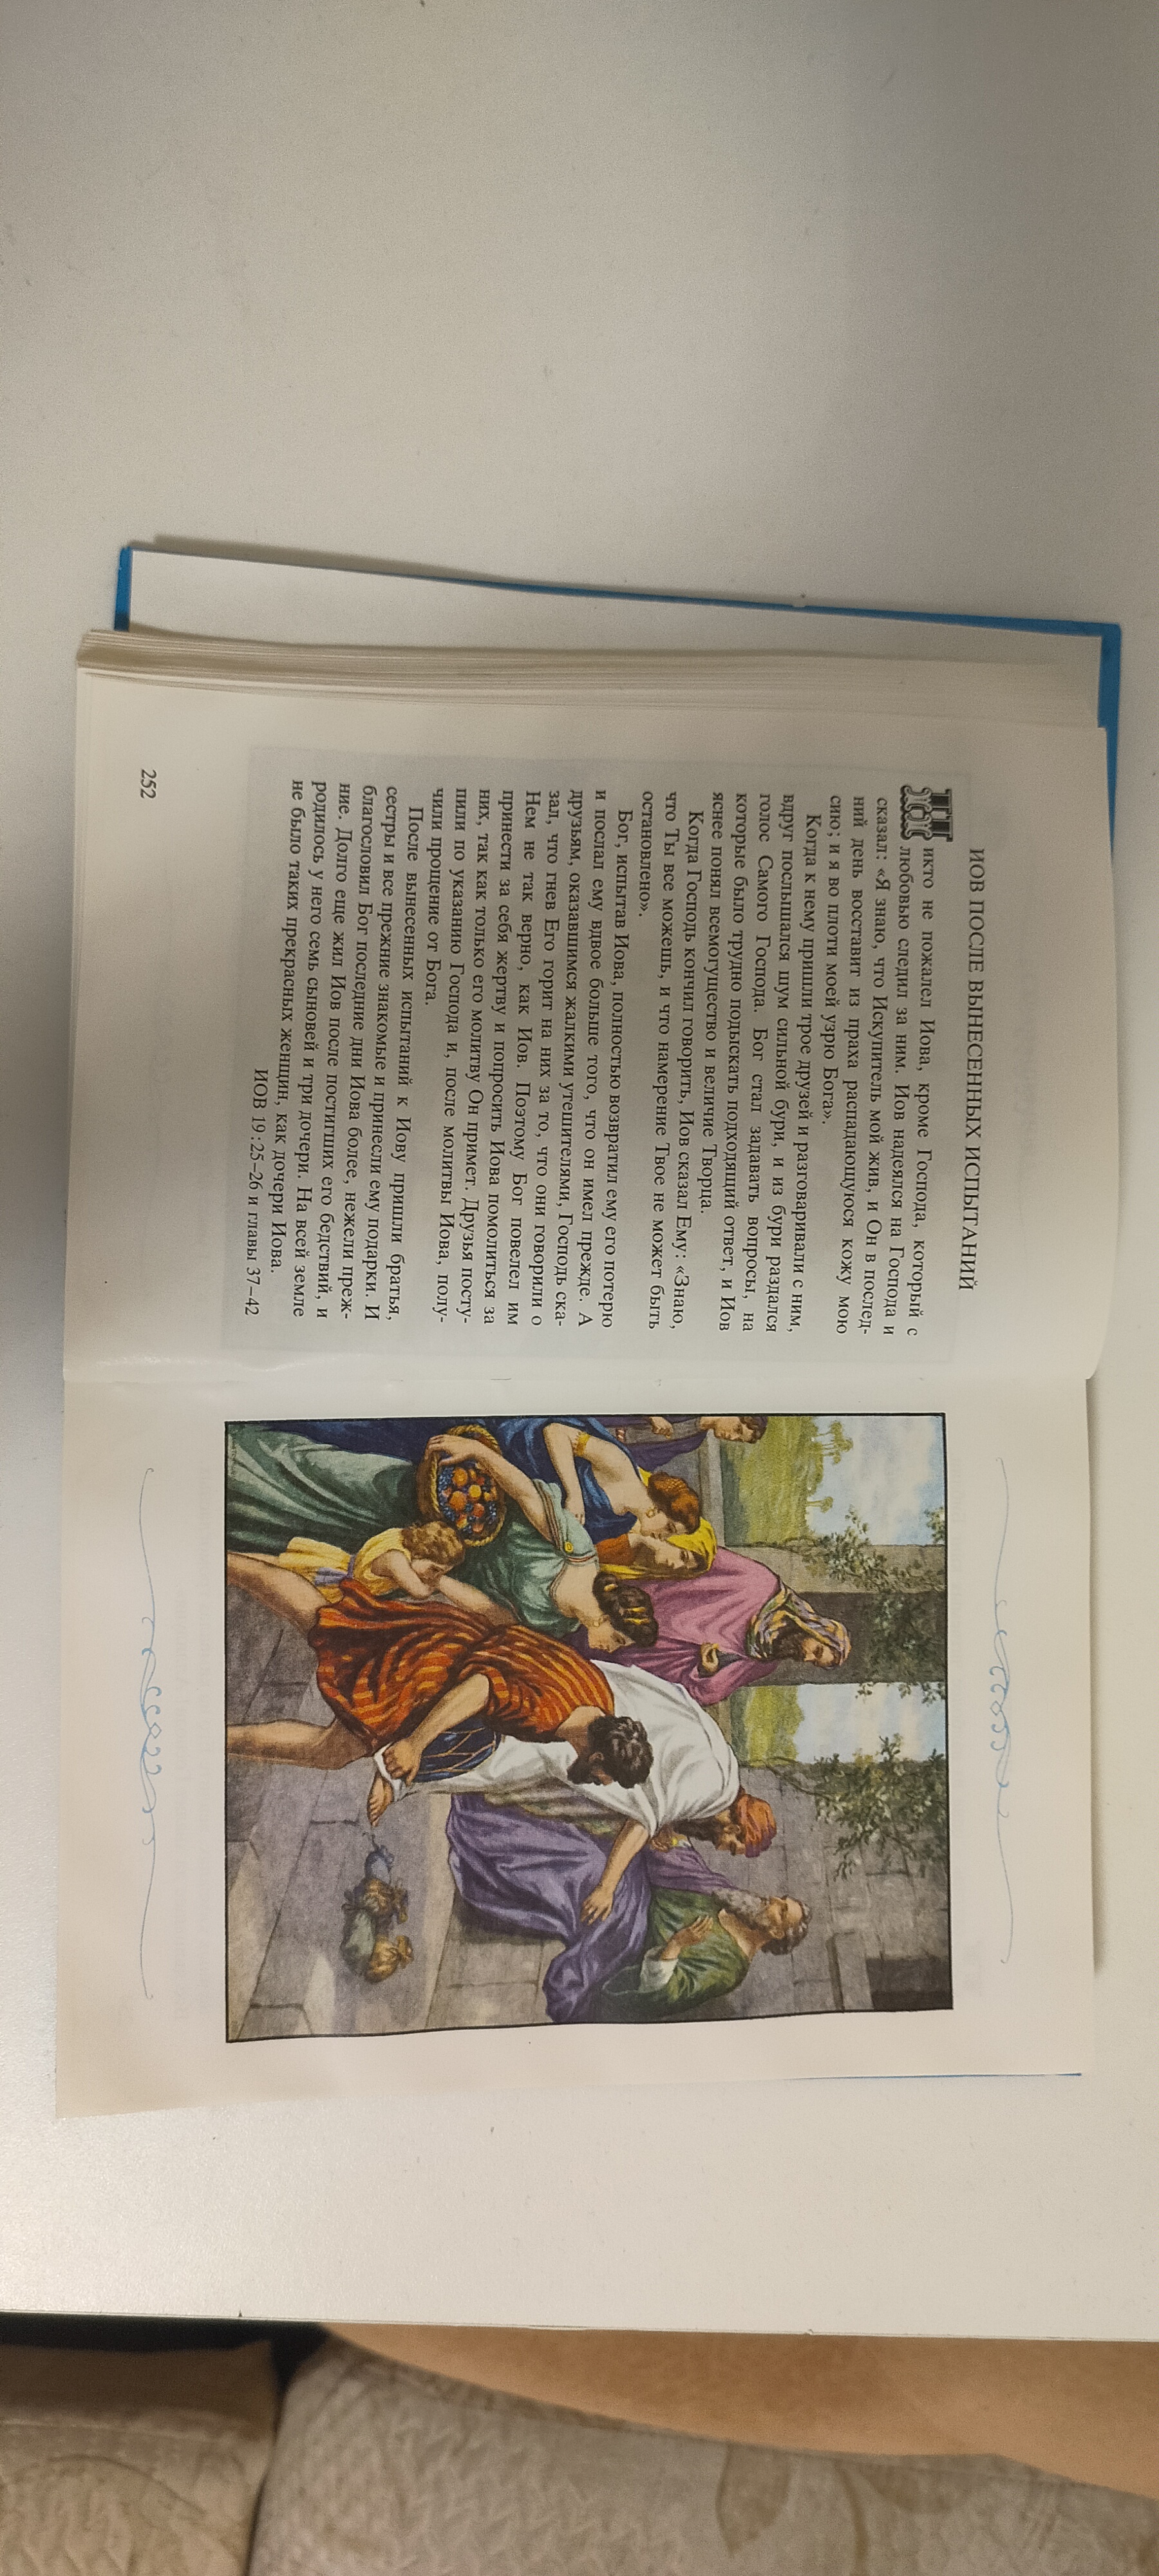 ИОВ ПОСЛЕ ВЫНЕСЕННЫХ ИСПЫТАНИЙ
Никто не пожалел Иова, кроме Господа, который с
любовью следил за ним. Иов надеялся на Господа и
сказал: «Я знаю, что Искупитель мой жив, и Он в послед-
ний день восставит из праха распадающуюся кожу мою
сию; и я во плоти моей узрю Бога».
Когда к нему пришли трое друзей и разговаривали с ним,
вдруг послышался шум сильной бури, и из бури раздался
голос Самого Господа. Бог стал задавать вопросы, на
которые было трудно подыскать подходящий ответ, и Иов
яснее понял всемогущество и величие Творца.
Когда Господь кончил говорить, Иов сказал Ему: «Знаю,
что Ты все можешь, и что намерение Твое не может быть
остановлено».
Бог, испытав Иова, полностью возвратил ему его потерю
и послал ему вдвое больше того, что он имел прежде. А
друзьям, оказавшимся жалкими утешителями, Господь ска-
зал, что гнев Его горит на них за то, что они говорили о
Нем не так верно, как Иов. Поэтому Бог повелел им
принести за себя жертву и попросить Иова помолиться за
них, так как только его молитву Он примет. Друзья посту-
пили по указанию Господа и, после молитвы Иова, полу-
чили прощение от Бога.
После вынесенных испытаний к Иову пришли братья,
сестры и все прежние знакомые и принесли ему подарки. И
благословил Бог последние дни Иова более, нежели преж-
ние. Долго еще жил Иов после постигших его бедствий, и
родилось у него семь сыновей и три дочери. На всей земле
не было таких прекрасных женщин, как дочери Иова.
ИОВ 19:25–26 и главы 37–42
252